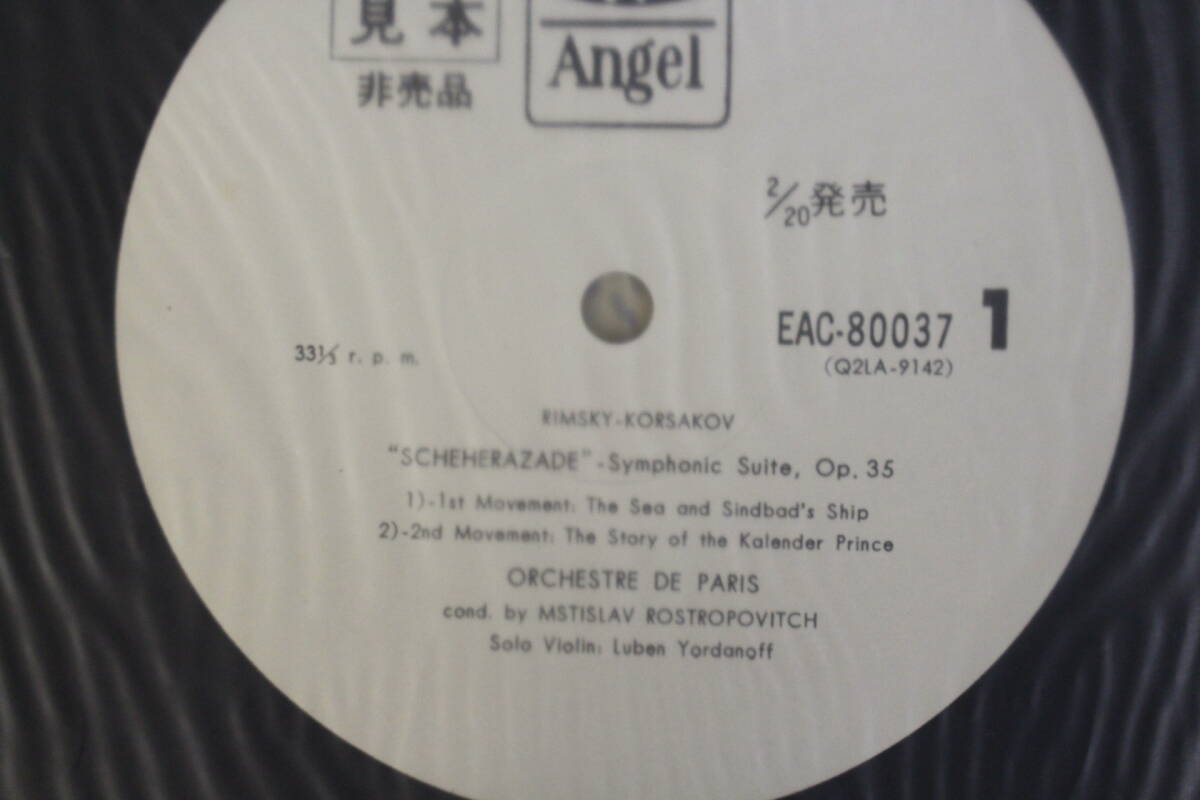 見本
非売品
Angel
2/20発売
EAC-80037 1
(Q2LA-9142)
33⅓ r. p. m.
RIMSKY-KORSAKOV
"SCHEHERAZADE"-Symphonic Suite, Op. 35
1)-1st Movement: The Sea and Sindbad's Ship
2)-2nd Movement: The Story of the Kalender Prince
ORCHESTRE DE PARIS
cond. by MSTISLAV ROSTROPOVITCH
Solo Violin: Luben Yordanoff